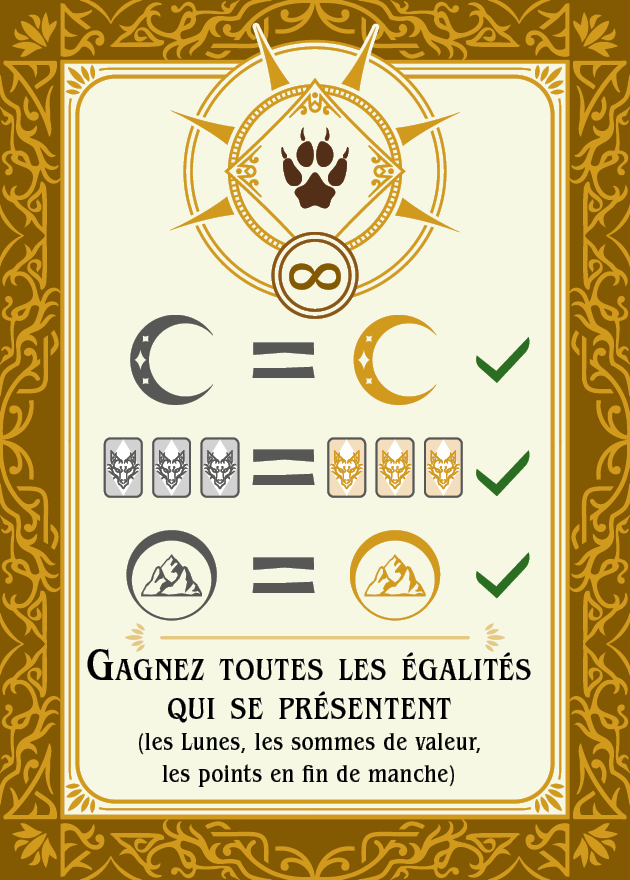 ∞
Gagnez toutes les égalités
qui se présentent
(les Lunes, les sommes de valeur,
les points en fin de manche)